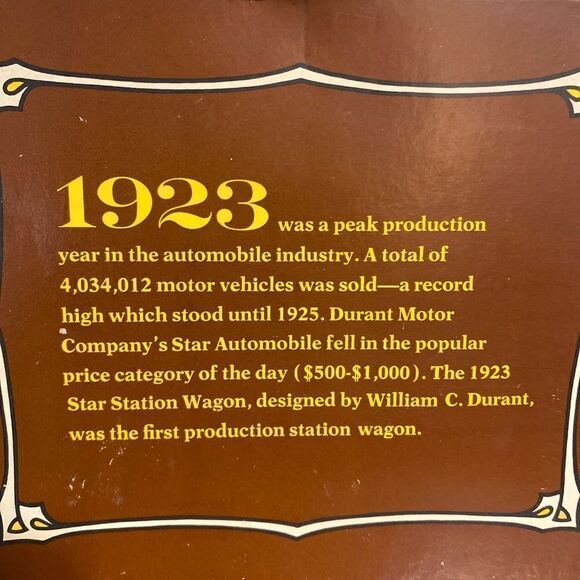 1923 was a peak production
year in the automobile industry. A total of
4,034,012 motor vehicles was sold—a record
high which stood until 1925. Durant Motor
Company's Star Automobile fell in the popular
price category of the day ($500-$1,000). The 1923
Star Station Wagon, designed by William C. Durant,
was the first production station wagon.